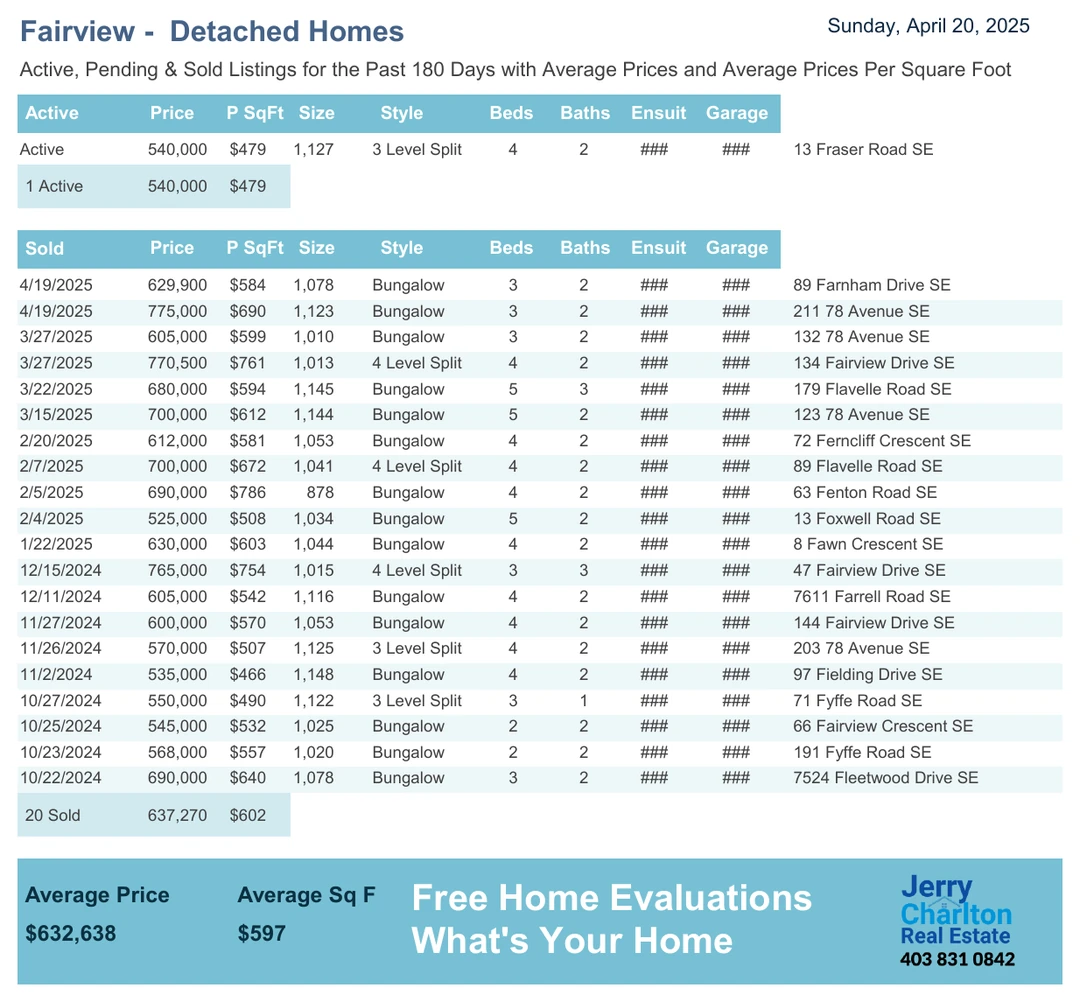 Fairview -  Detached Homes
Sunday, April 20, 2025
Active, Pending & Sold Listings for the Past 180 Days with Average Prices and Average Prices Per Square Foot
Active Price P SqFt Size Style Beds Baths Ensuit Garage
Active 540,000 $479 1,127 3 Level Split 4 2 ### ### 13 Fraser Road SE
1 Active 540,000 $479
Sold Price P SqFt Size Style Beds Baths Ensuit Garage
4/19/2025 629,900 $584 1,078 Bungalow 3 2 ### ### 89 Farnham Drive SE
4/19/2025 775,000 $690 1,123 Bungalow 3 2 ### ### 211 78 Avenue SE
3/27/2025 605,000 $599 1,010 Bungalow 3 2 ### ### 132 78 Avenue SE
3/27/2025 770,500 $761 1,013 4 Level Split 4 2 ### ### 134 Fairview Drive SE
3/22/2025 680,000 $594 1,145 Bungalow 5 3 ### ### 179 Flavelle Road SE
3/15/2025 700,000 $612 1,144 Bungalow 5 2 ### ### 123 78 Avenue SE
2/20/2025 612,000 $581 1,053 Bungalow 4 2 ### ### 72 Ferncliff Crescent SE
2/7/2025 700,000 $672 1,041 4 Level Split 4 2 ### ### 89 Flavelle Road SE
2/5/2025 690,000 $786 878 Bungalow 4 2 ### ### 63 Fenton Road SE
2/4/2025 525,000 $508 1,034 Bungalow 5 2 ### ### 13 Foxwell Road SE
1/22/2025 630,000 $603 1,044 Bungalow 4 2 ### ### 8 Fawn Crescent SE
12/15/2024 765,000 $754 1,015 4 Level Split 3 3 ### ### 47 Fairview Drive SE
12/11/2024 605,000 $542 1,116 Bungalow 4 2 ### ### 7611 Farrell Road SE
11/27/2024 600,000 $570 1,053 Bungalow 4 2 ### ### 144 Fairview Drive SE
11/26/2024 570,000 $507 1,125 3 Level Split 4 2 ### ### 203 78 Avenue SE
11/2/2024 535,000 $466 1,148 Bungalow 4 2 ### ### 97 Fielding Drive SE
10/27/2024 550,000 $490 1,122 3 Level Split 3 1 ### ### 71 Fyffe Road SE
10/25/2024 545,000 $532 1,025 Bungalow 2 2 ### ### 66 Fairview Crescent SE
10/23/2024 568,000 $557 1,020 Bungalow 2 2 ### ### 191 Fyffe Road SE
10/22/2024 690,000 $640 1,078 Bungalow 3 2 ### ### 7524 Fleetwood Drive SE
20 Sold 637,270 $602
Average Price Average Sq F
$632,638 $597
Free Home Evaluations
What's Your Home
Jerry
Charlton
Real Estate
403 831 0842